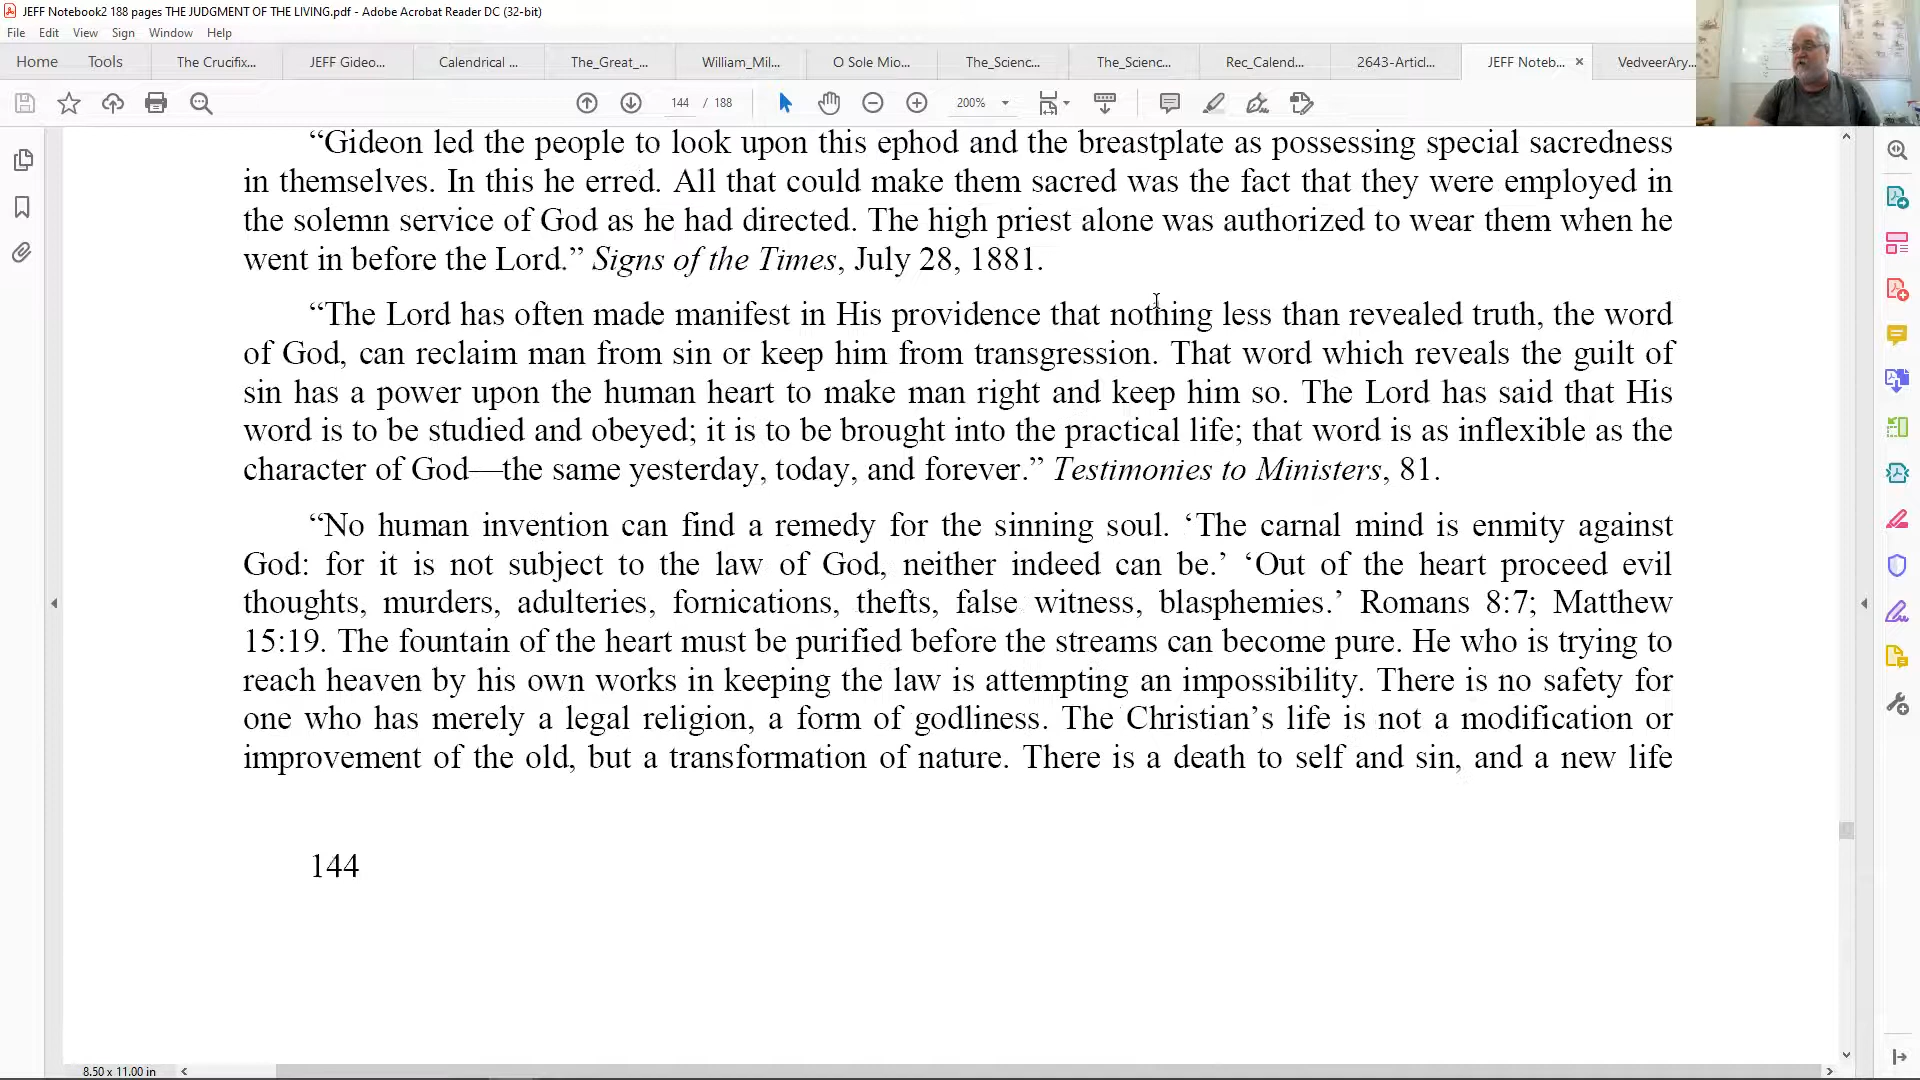 JEFF Notebook2 188 pages THE JUDGMENT OF THE LIVING.pdf - Adobe Acrobat Reader DC (32-bit)
File Edit View Sign Window Help
Home Tools The Crucifix... JEFF Gideo... Calendrical ... The_Great_... William_Mil... O Sole Mio... The_Scienc... The_Scienc... Rec_Calend... 2643-Articl... JEFF Noteb... × VedveerAry...
144 / 188 200%
“Gideon led the people to look upon this ephod and the breastplate as possessing special sacredness
in themselves. In this he erred. All that could make them sacred was the fact that they were employed in
the solemn service of God as he had directed. The high priest alone was authorized to wear them when he
went in before the Lord.” Signs of the Times, July 28, 1881.
“The Lord has often made manifest in His providence that nothing less than revealed truth, the word
of God, can reclaim man from sin or keep him from transgression. That word which reveals the guilt of
sin has a power upon the human heart to make man right and keep him so. The Lord has said that His
word is to be studied and obeyed; it is to be brought into the practical life; that word is as inflexible as the
character of God—the same yesterday, today, and forever.” Testimonies to Ministers, 81.
“No human invention can find a remedy for the sinning soul. ‘The carnal mind is enmity against
God: for it is not subject to the law of God, neither indeed can be.’ ‘Out of the heart proceed evil
thoughts, murders, adulteries, fornications, thefts, false witness, blasphemies.’ Romans 8:7; Matthew
15:19. The fountain of the heart must be purified before the streams can become pure. He who is trying to
reach heaven by his own works in keeping the law is attempting an impossibility. There is no safety for
one who has merely a legal religion, a form of godliness. The Christian’s life is not a modification or
improvement of the old, but a transformation of nature. There is a death to self and sin, and a new life
144
8.50 x 11.00 in